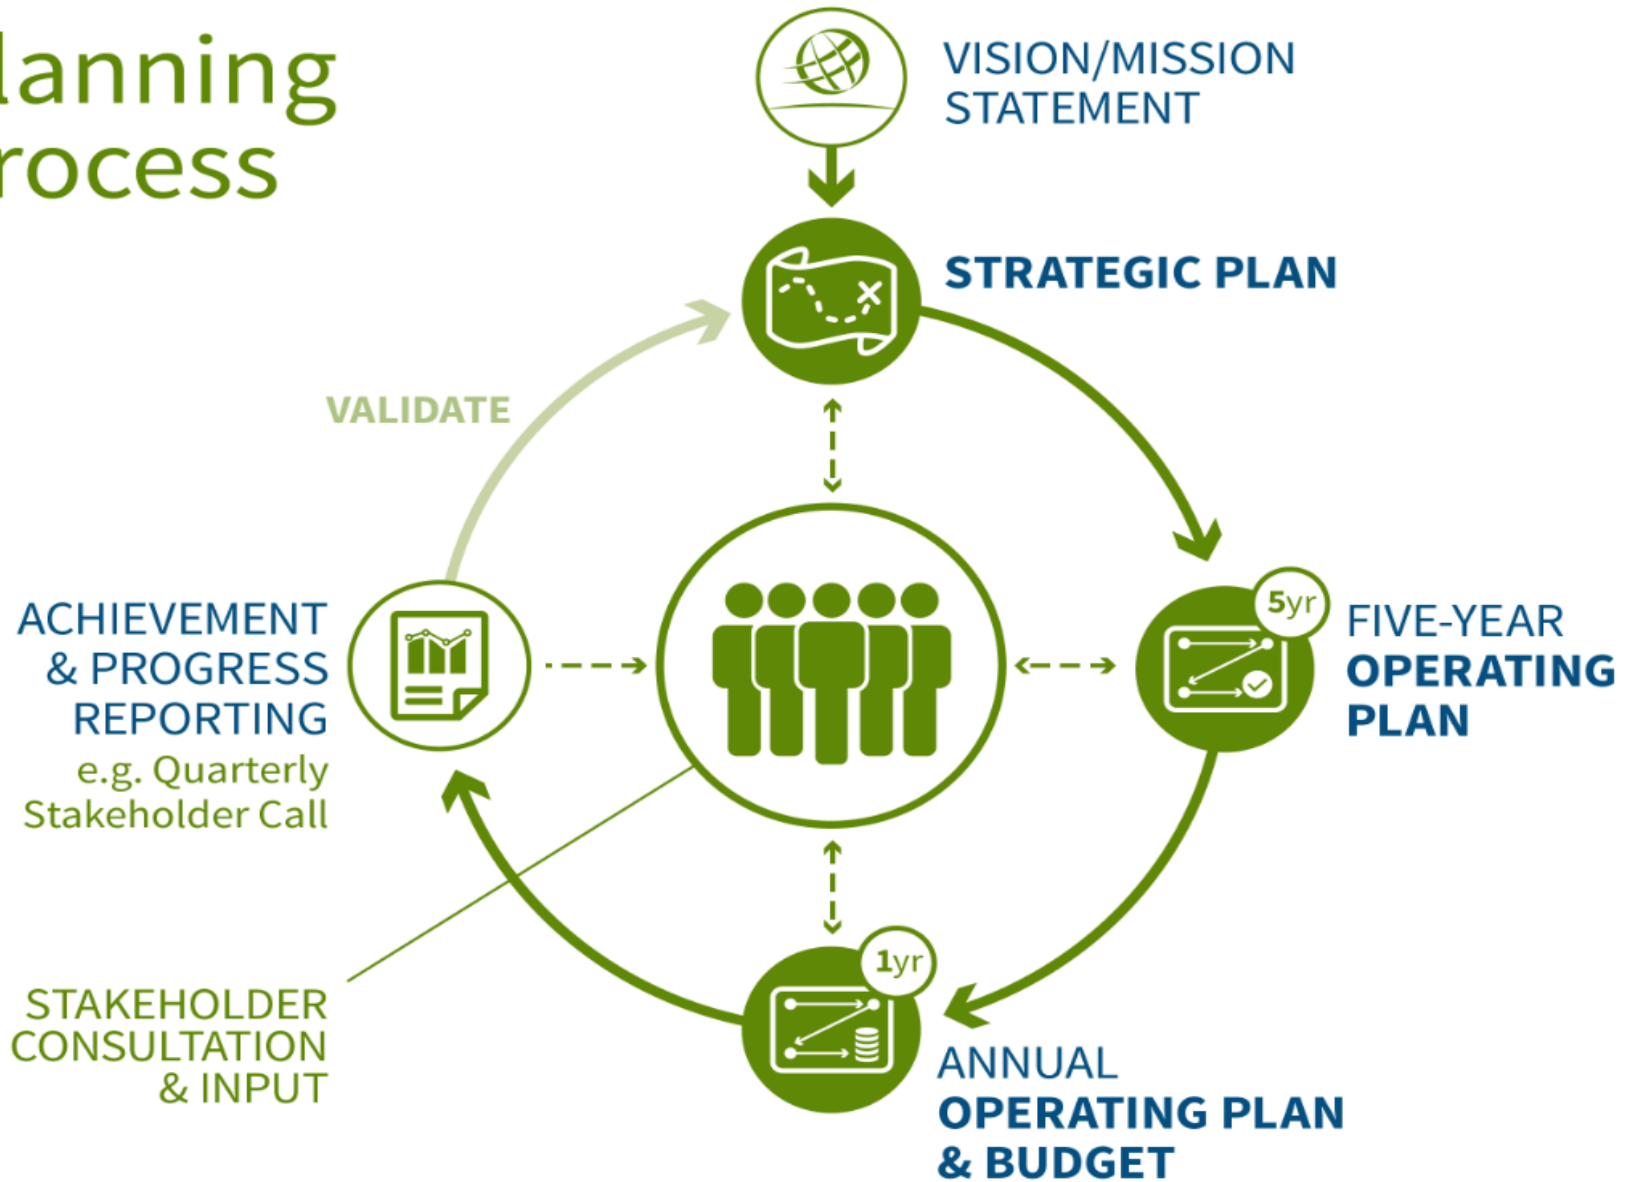 lanning
rocess
VISION/MISSION
STATEMENT
STRATEGIC PLAN
VALIDATE
5yr
FIVE-YEAR
OPERATING
PLAN
ACHIEVEMENT
& PROGRESS
REPORTING
e.g. Quarterly
Stakeholder Call
1yr
ANNUAL
OPERATING PLAN
& BUDGET
STAKEHOLDER
CONSULTATION
& INPUT